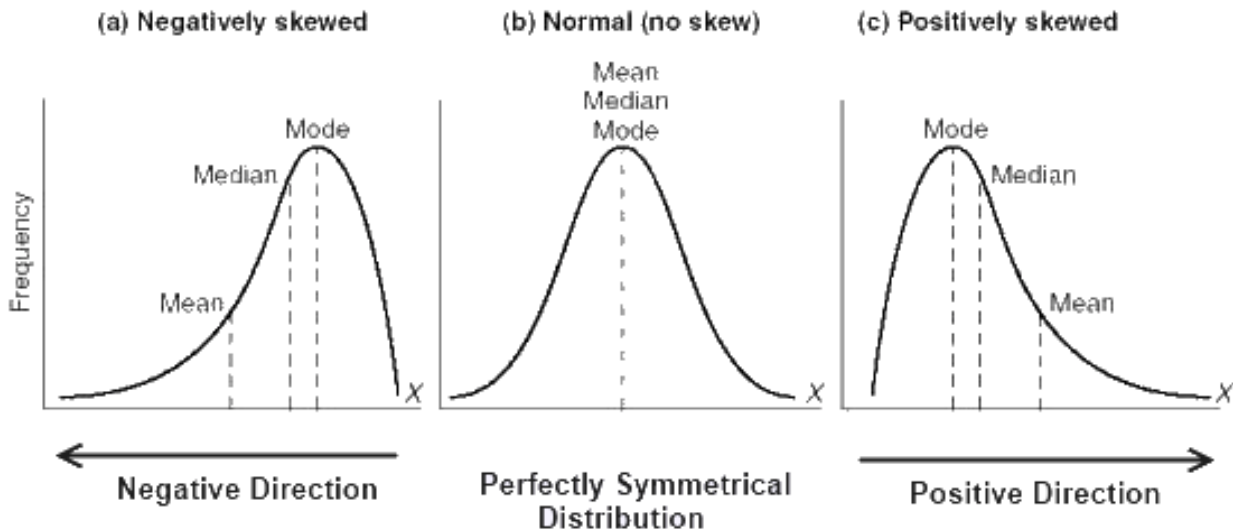 (a) Negatively skewed
(b) Normal (no skew)
(c) Positively skewed
Frequency
Mean
Median
Mode
X
Mean
Median
Mode
X
Mode
Median
Mean
X
Negative Direction
Perfectly Symmetrical
Distribution
Positive Direction